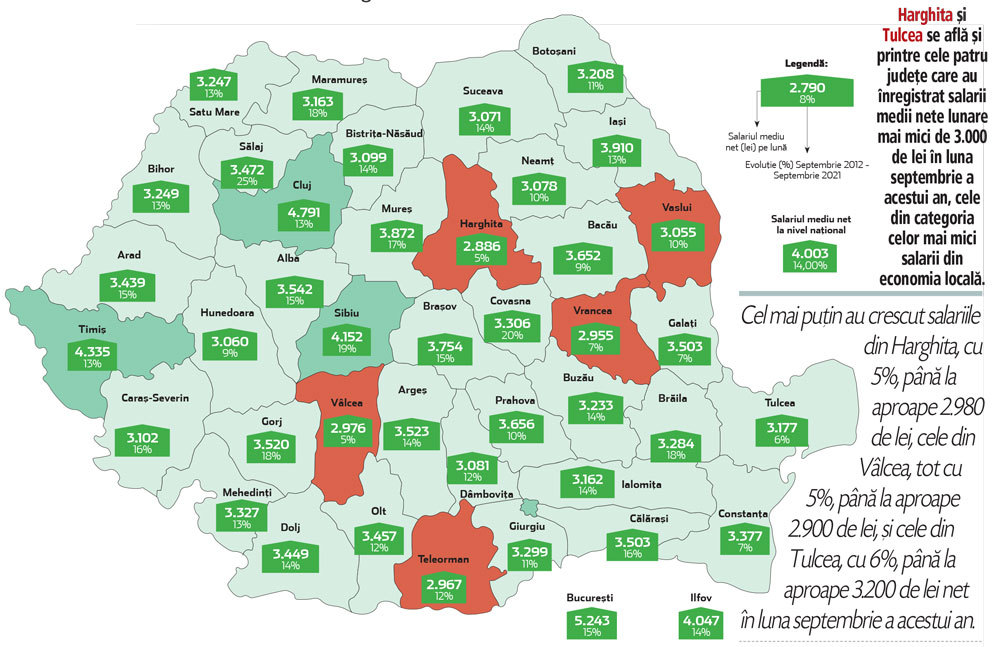 Harghita și
Tulcea se află și
printre cele patru
județe care au
înregistrat salarii
medii nete lunare
mai mici de 3.000
de lei în luna
septembrie a
acestui an, cele
din categoria
celor mai mici
salarii din
economia locală.
Legendă:
2.790
8%
Salariul mediu
net (lei) pe lună
Evoluție (%) Septembrie 2012 -
Septembrie 2021
Salariul mediu net
la nivel național
4.003
14,00%
Cel mai puțin au crescut salariile
din Harghita, cu
5%, până la
aproape 2.980
de lei, cele din
Vâlcea, tot cu
5%, până la aproape
2.900 de lei, și cele din
Tulcea, cu 6%, până la
aproape 3.200 de lei net
în luna septembrie a acestui an.
Botoșani
3.208
11%
3.247
13%
Satu Mare
Maramureș
3.163
18%
Suceava
3.071
14%
Iași
3.910
13%
Bistrița-Năsăud
3.099
14%
Sălaj
3.472
25%
Neamț
3.078
10%
Bihor
3.249
13%
Cluj
4.791
13%
Mureș
3.872
17%
Harghita
2.886
5%
Vaslui
3.055
10%
Bacău
3.652
9%
Arad
3.439
15%
Alba
3.542
15%
Hunedoara
3.060
9%
Sibiu
4.152
19%
Brașov
3.754
15%
Covasna
3.306
20%
Vrancea
2.955
7%
Galați
3.503
7%
Timiș
4.335
13%
Caraș-Severin
3.102
16%
Gorj
3.520
18%
Vâlcea
2.976
5%
Argeș
3.523
14%
Prahova
3.656
10%
Buzău
3.233
14%
Brăila
3.284
18%
Tulcea
3.177
6%
3.081
12%
Dâmbovița
3.162
14%
Ialomița
Mehedinți
3.327
13%
Dolj
3.449
14%
Olt
3.457
12%
Teleorman
2.967
12%
Giurgiu
3.299
11%
Călărași
3.503
16%
Constanța
3.377
7%
București
5.243
15%
Ilfov
4.047
14%